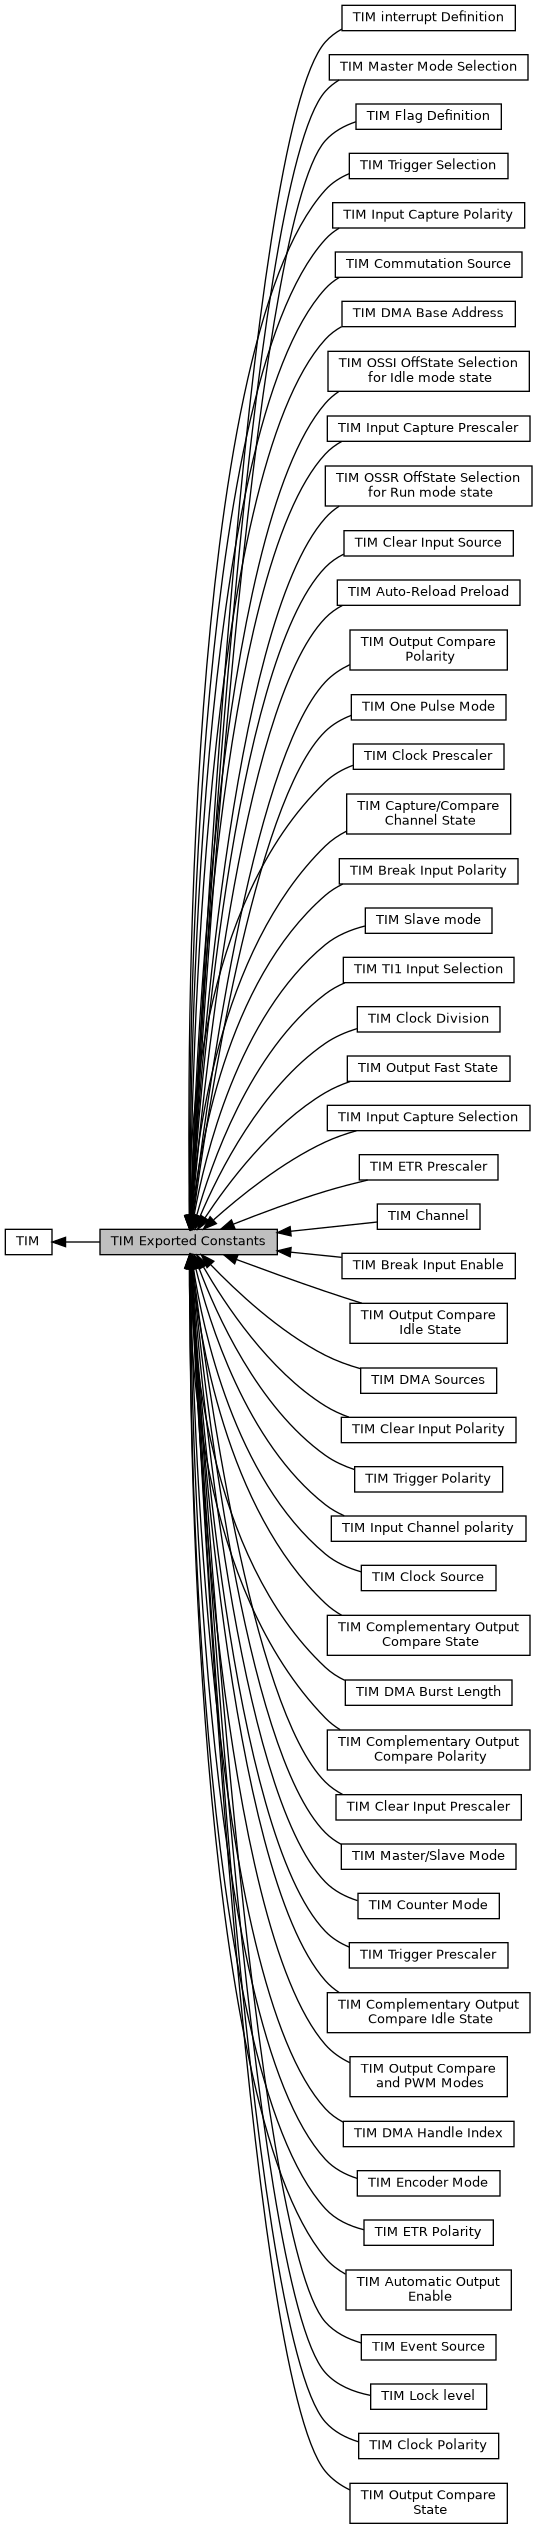 TIM interrupt Definition
TIM Master Mode Selection
TIM Flag Definition
TIM Trigger Selection
TIM Input Capture Polarity
TIM Commutation Source
TIM DMA Base Address
TIM OSSI OffState Selection
for Idle mode state
TIM Input Capture Prescaler
TIM OSSR OffState Selection
for Run mode state
TIM Clear Input Source
TIM Auto-Reload Preload
TIM Output Compare
Polarity
TIM One Pulse Mode
TIM Clock Prescaler
TIM Capture/Compare
Channel State
TIM Break Input Polarity
TIM Slave mode
TIM TI1 Input Selection
TIM Clock Division
TIM Output Fast State
TIM Input Capture Selection
TIM ETR Prescaler
TIM Channel
TIM
TIM Exported Constants
TIM Break Input Enable
TIM Output Compare
Idle State
TIM DMA Sources
TIM Clear Input Polarity
TIM Trigger Polarity
TIM Input Channel polarity
TIM Clock Source
TIM Complementary Output
Compare State
TIM DMA Burst Length
TIM Complementary Output
Compare Polarity
TIM Clear Input Prescaler
TIM Master/Slave Mode
TIM Counter Mode
TIM Trigger Prescaler
TIM Complementary Output
Compare Idle State
TIM Output Compare
and PWM Modes
TIM DMA Handle Index
TIM Encoder Mode
TIM ETR Polarity
TIM Automatic Output
Enable
TIM Event Source
TIM Lock level
TIM Clock Polarity
TIM Output Compare
State